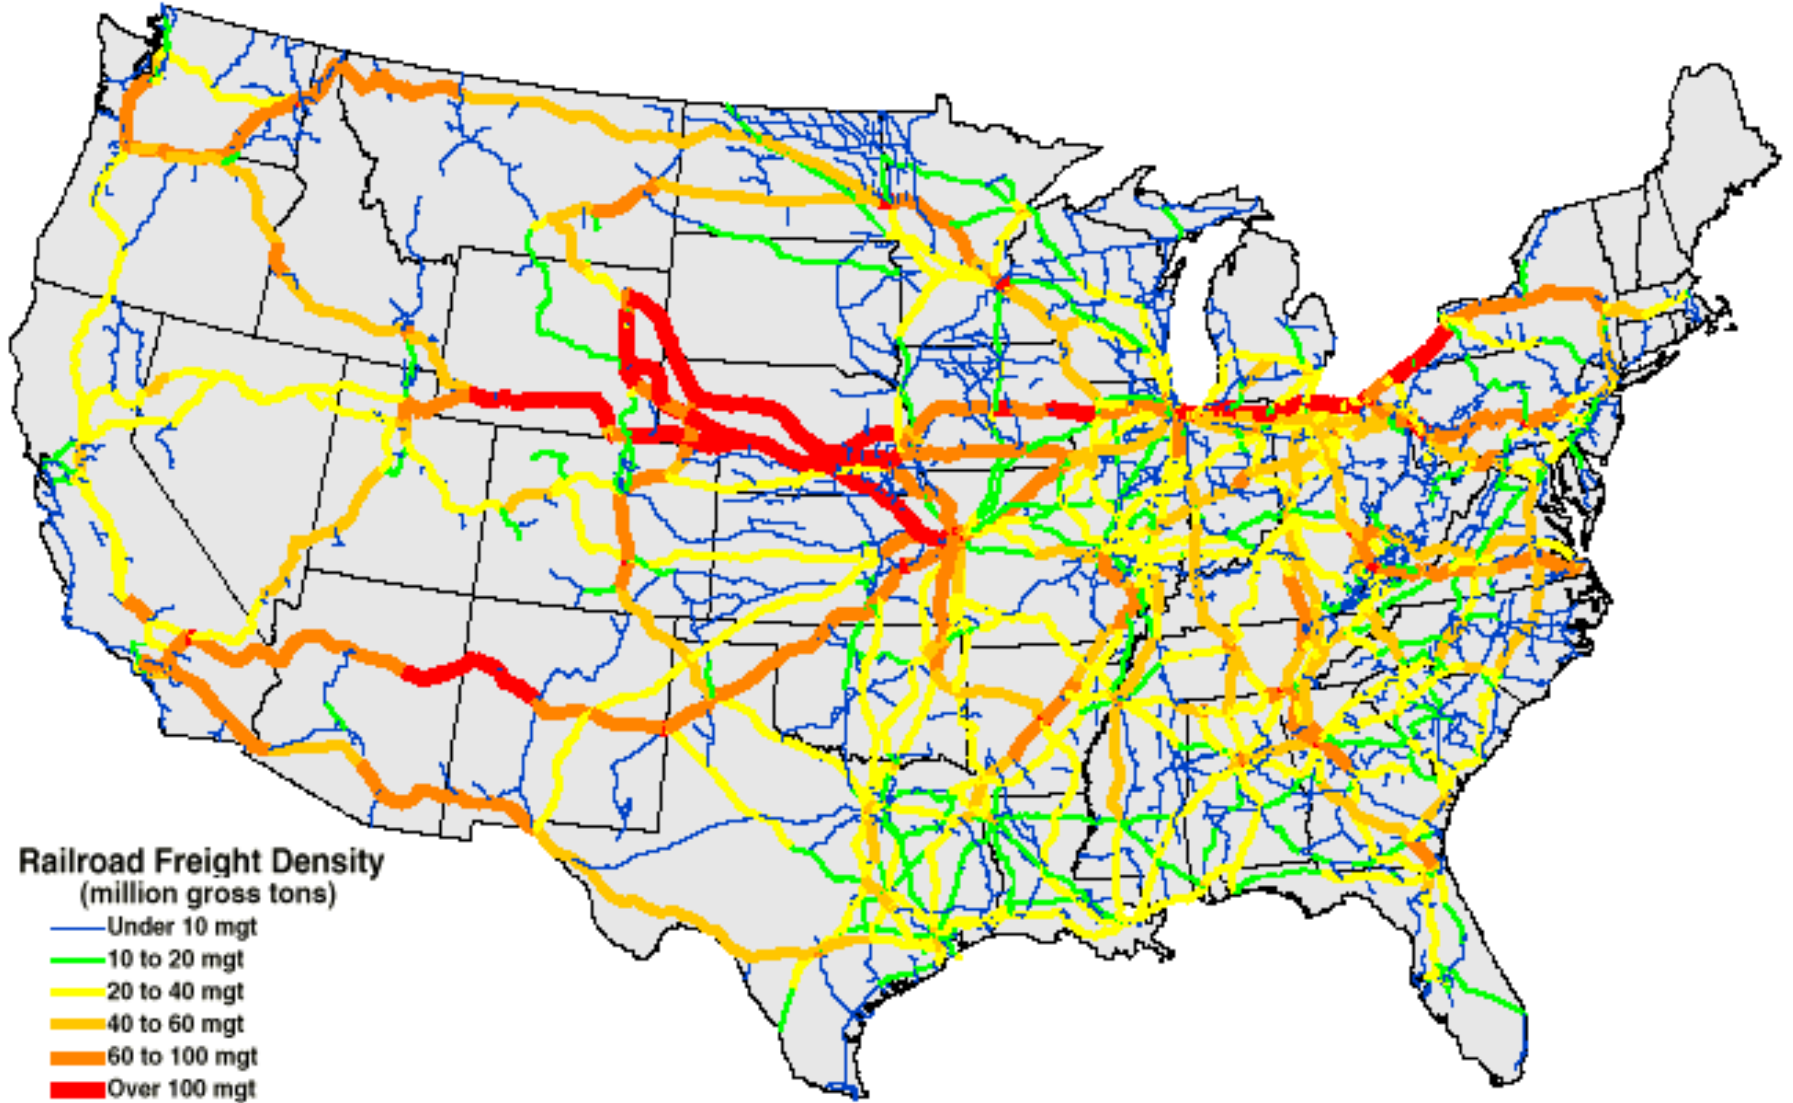 Railroad Freight Density
(million gross tons)
Under 10 mgt
10 to 20 mgt
20 to 40 mgt
40 to 60 mgt
60 to 100 mgt
Over 100 mgt